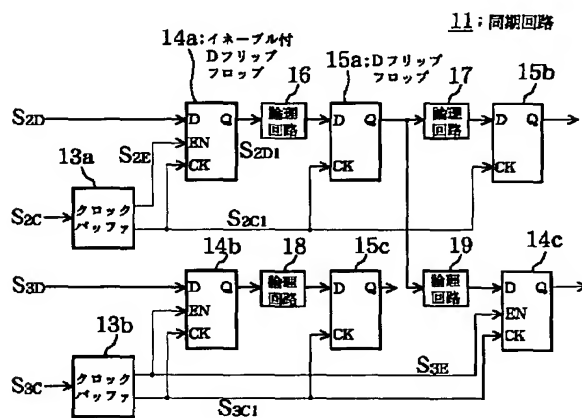 11；同期回路
14a；イネーブル付
Dフリップ
フロップ
16
15a；Dフリップ
フロップ
17
15b
S2D
D Q
論理
回路
D Q
論理
回路
D Q
S2E
EN
S2D1
13a
CK
CK
CK
S2C
クロック
バッファ
S2C1
14b
18
15c
19
14c
S3D
D Q
論理
回路
D Q
論理
回路
D Q
EN
EN
13b
CK
CK
CK
S3C
クロック
バッファ
S3E
S3C1